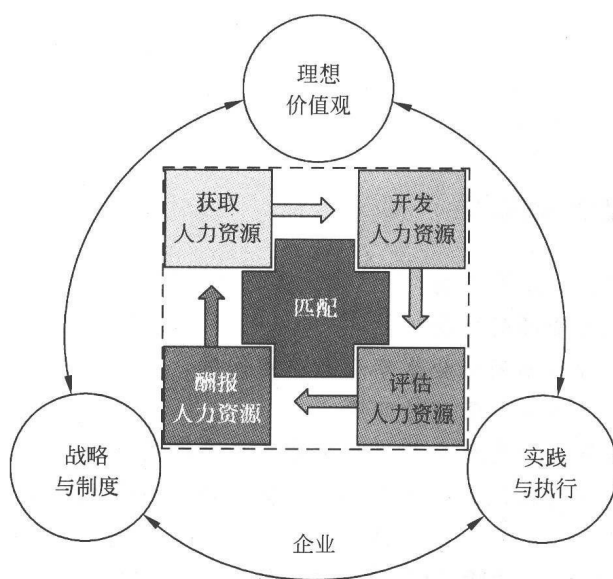 理想
价值观
获取
人力资源
开发
人力资源
匹配
酬报
人力资源
评估
人力资源
战略
与制度
实践
与执行
企业